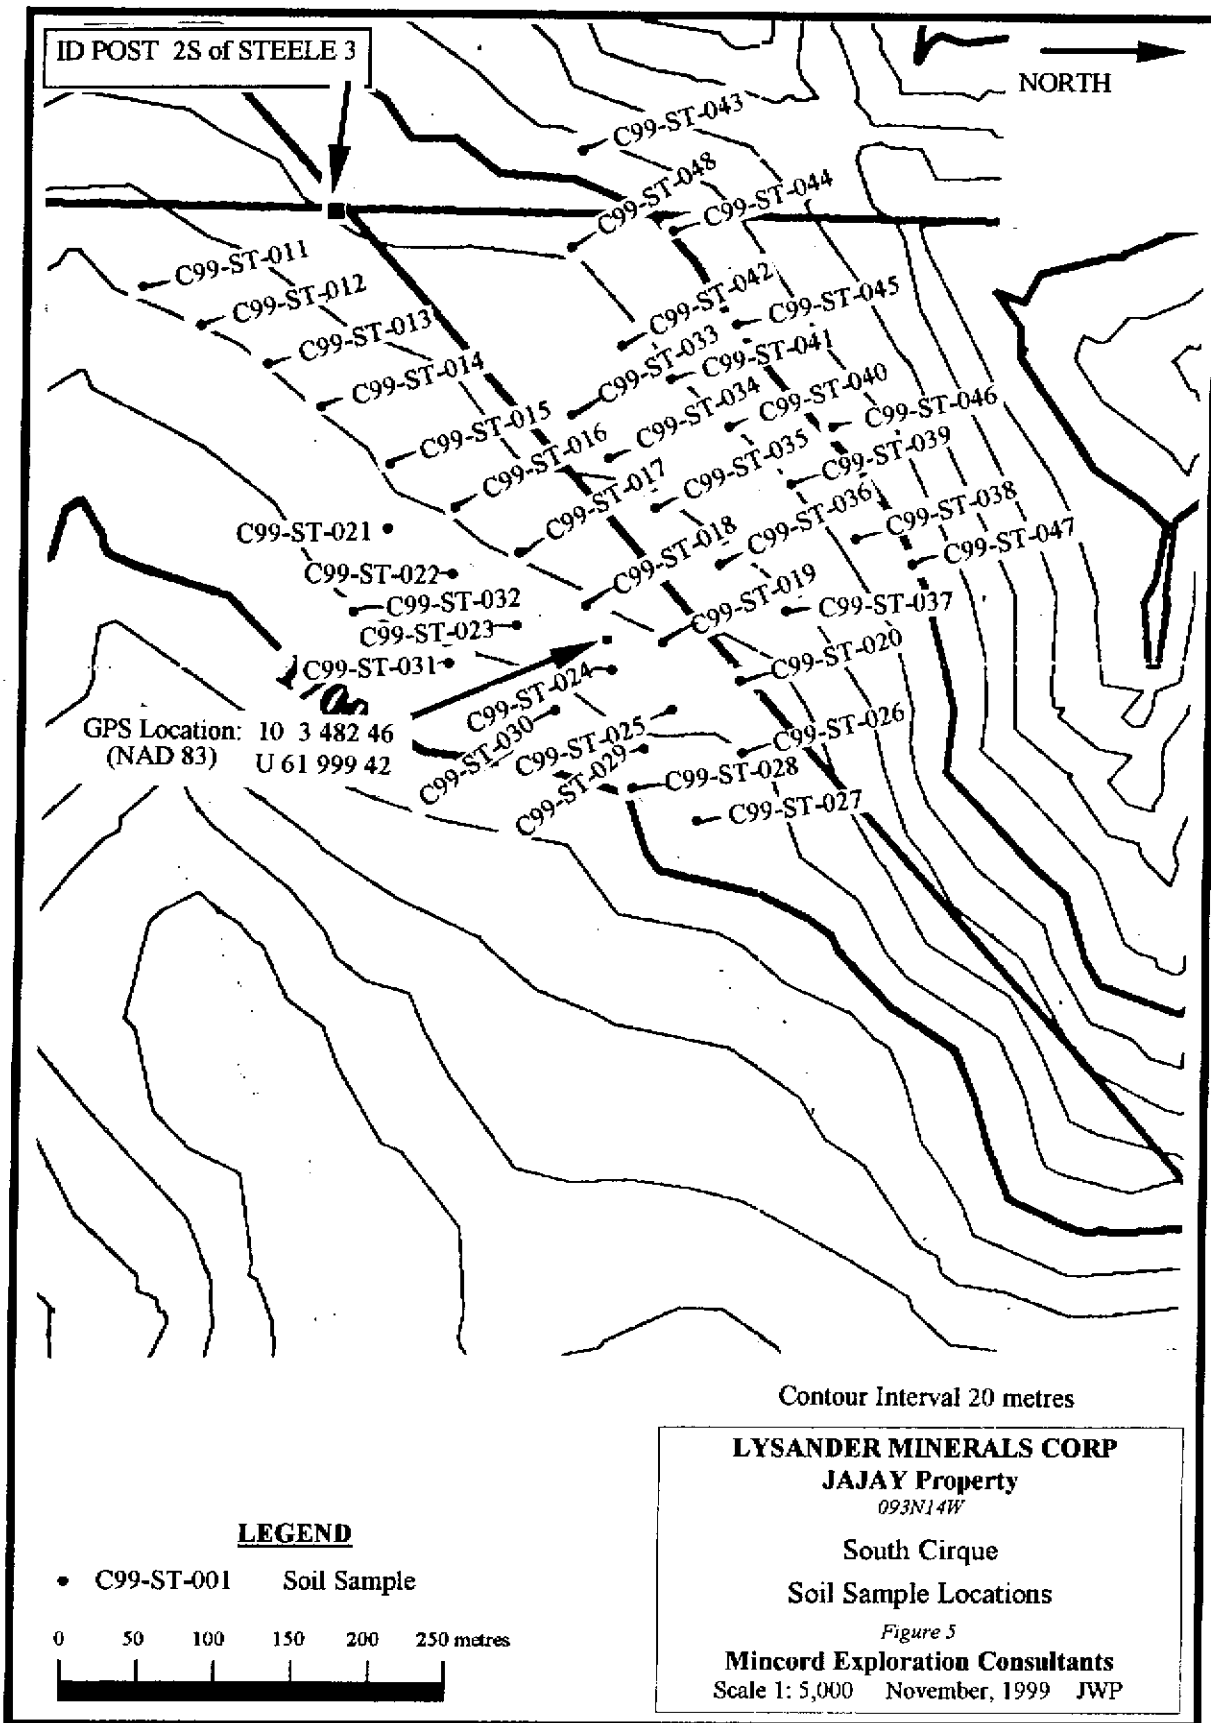 ID POST 2S of STEELE 3
NORTH
C99-ST-043
C99-ST-048
C99-ST-044
C99-ST-011
C99-ST-012
C99-ST-013
C99-ST-014
C99-ST-042
C99-ST-045
C99-ST-033
C99-ST-041
C99-ST-034
C99-ST-040
C99-ST-046
C99-ST-015
C99-ST-016
C99-ST-035
C99-ST-039
C99-ST-017
C99-ST-036
C99-ST-038
C99-ST-021
C99-ST-018
C99-ST-047
C99-ST-022
C99-ST-019
C99-ST-032
C99-ST-037
C99-ST-023
C99-ST-031
C99-ST-020
C99-ST-024
GPS Location: 10 3 482 46
(NAD 83) U 61 999 42
C99-ST-030
C99-ST-025
C99-ST-026
C99-ST-029
C99-ST-028
C99-ST-027
Contour Interval 20 metres
LYSANDER MINERALS CORP
JAJAY Property
093N14W
South Cirque
Soil Sample Locations
Figure 5
Mincord Exploration Consultants
Scale 1: 5,000 November, 1999 JWP
LEGEND
C99-ST-001 Soil Sample
0 50 100 150 200 250 metres